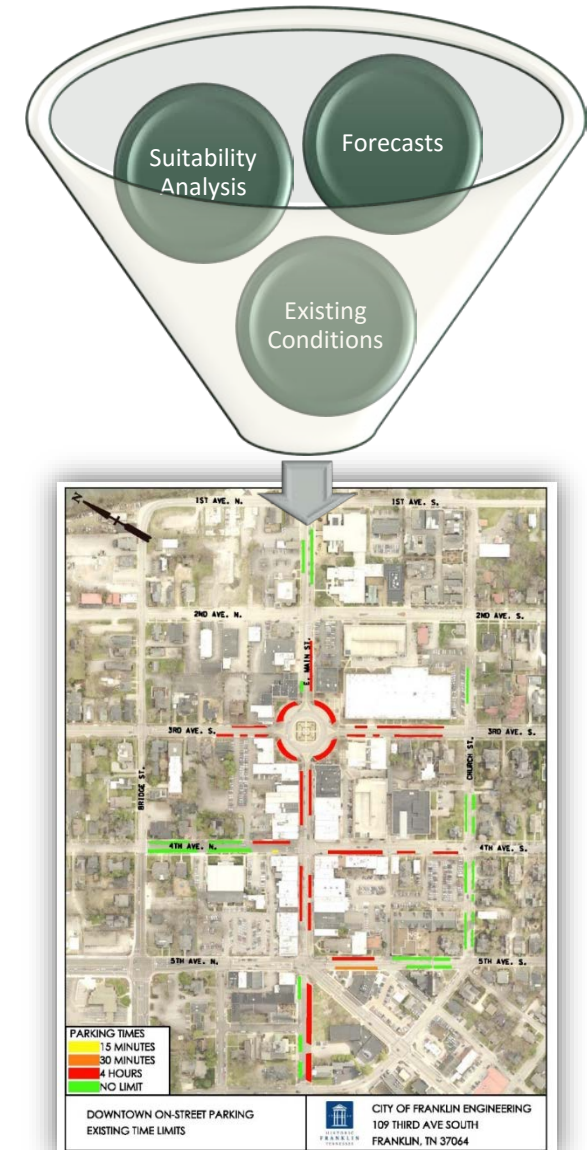 Suitability
Analysis
Forecasts
Existing
Conditions
N
1ST AVE. N.
1ST AVE. S.
2ND AVE. N.
2ND AVE. S.
E. MAIN ST.
3RD AVE. S.
3RD AVE. S.
BRIDGE ST.
CHURCH ST.
4TH AVE. N.
4TH AVE. S.
5TH AVE. N.
5TH AVE. S.
PARKING TIMES
15 MINUTES
30 MINUTES
4 HOURS
NO LIMIT
DOWNTOWN ON-STREET PARKING
EXISTING TIME LIMITS
HISTORIC
FRANKLIN
TENNESSEE
CITY OF FRANKLIN ENGINEERING
109 THIRD AVE SOUTH
FRANKLIN, TN 37064